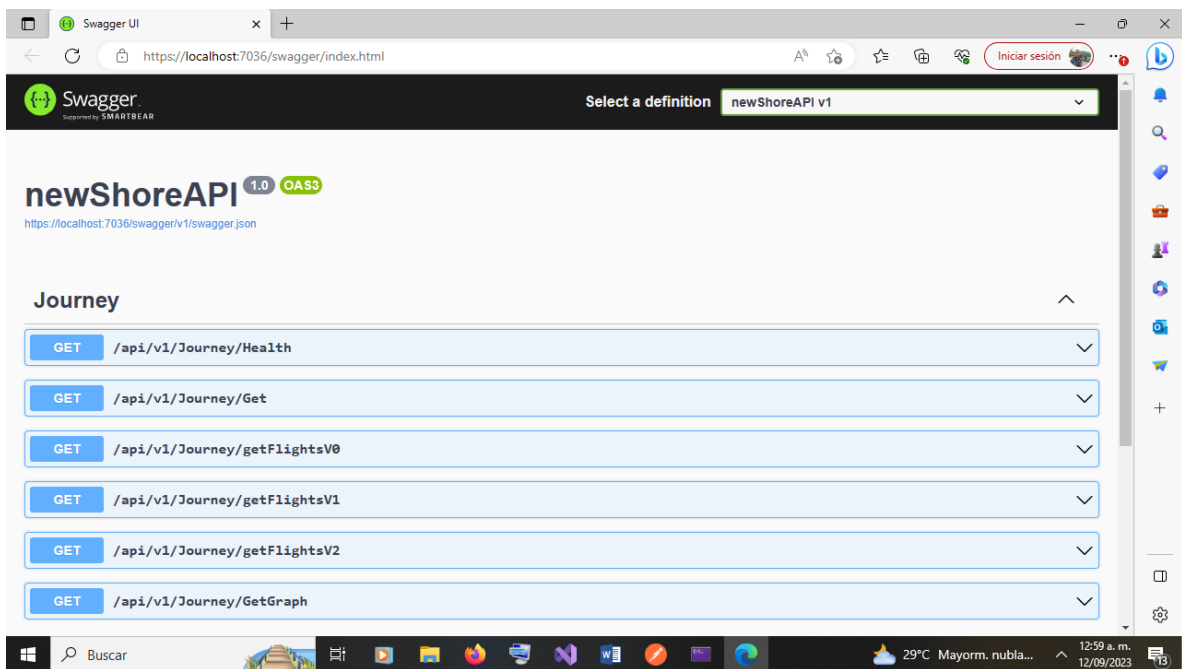 Swagger UI
https://localhost:7036/swagger/index.html
Iniciar sesión
Swagger.
Supported by SMARTBEAR
Select a definition
newShoreAPI v1
newShoreAPI 1.0 OAS3
https://localhost:7036/swagger/v1/swagger.json
Journey
GET /api/v1/Journey/Health
GET /api/v1/Journey/Get
GET /api/v1/Journey/getFlightsV0
GET /api/v1/Journey/getFlightsV1
GET /api/v1/Journey/getFlightsV2
GET /api/v1/Journey/GetGraph
Buscar
29°C Mayorm. nubla...
12:59 a. m.
12/09/2023
13